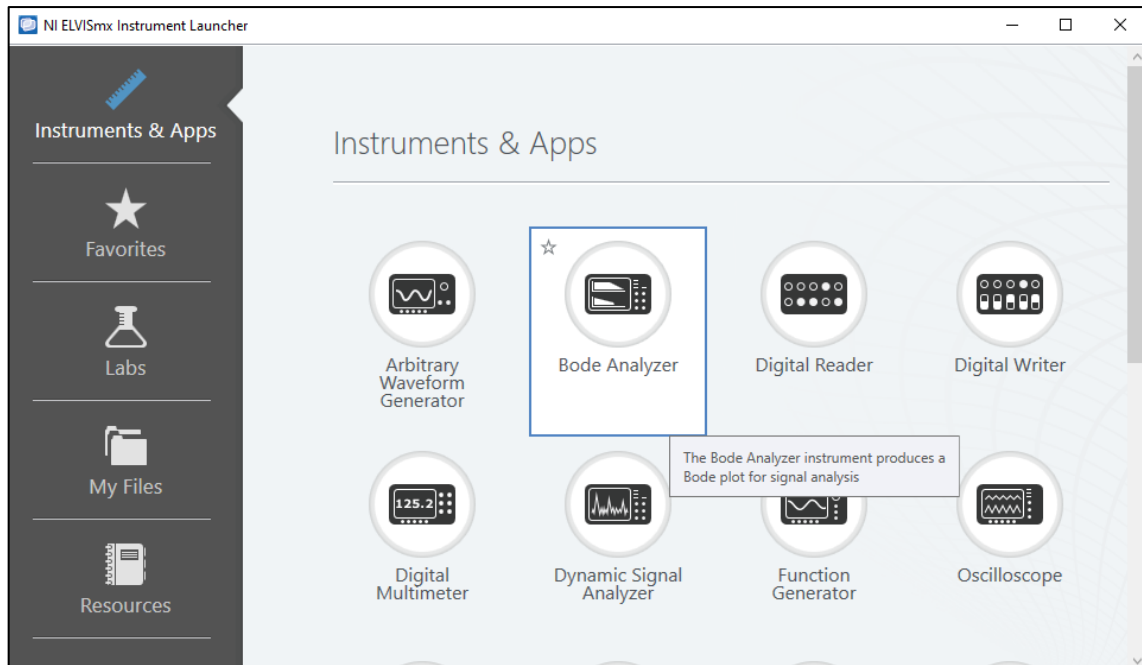 NI ELVISmx Instrument Launcher
Instruments & Apps
Favorites
Labs
My Files
Resources
Instruments & Apps
Arbitrary
Waveform
Generator
Bode Analyzer
Digital Reader
Digital Writer
The Bode Analyzer instrument produces a
Bode plot for signal analysis
125.2
Digital
Multimeter
Dynamic Signal
Analyzer
Function
Generator
Oscilloscope